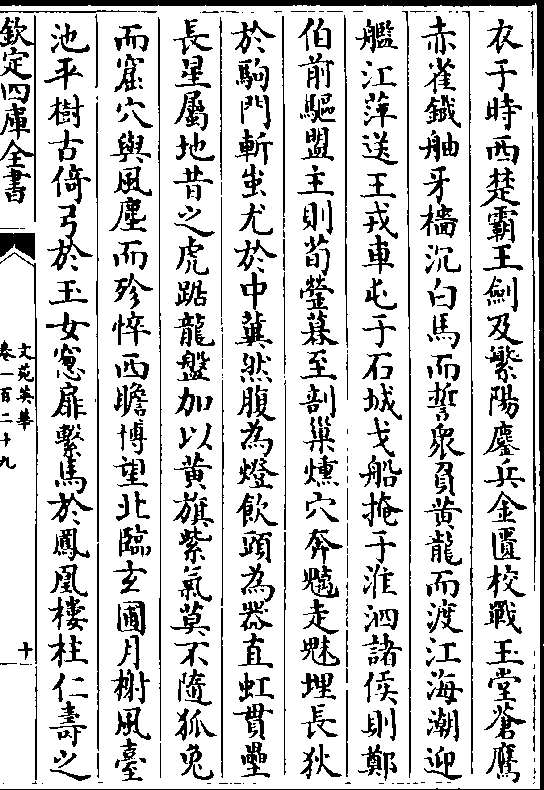 衣于時西楚霸王劍及繁陽鏖兵金匱校戰玉堂蒼鷹
赤雀鐡舳牙檣沉白馬而誓衆負黄龍而渡江海潮迎
艦江萍送王戎車屯于石城戈船掩于淮泗諸侯則鄭
伯前驅盟主則荀罃暮至剖巢燻穴奔魑走魅埋長狄
於駒門斬蚩尤於中冀然腹為燈飲頭為器直虹貫壘
長星屬地昔之虎踞龍盤加以黄旗紫氣莫不隨狐兎
而窟穴與風塵而殄悴西瞻博望北臨玄圃月榭風臺
池平樹古倚弓於玉女窻扉繫馬於鳳凰樓柱仁壽之
欽定四庫全書
文苑英華
卷一百二十九
十